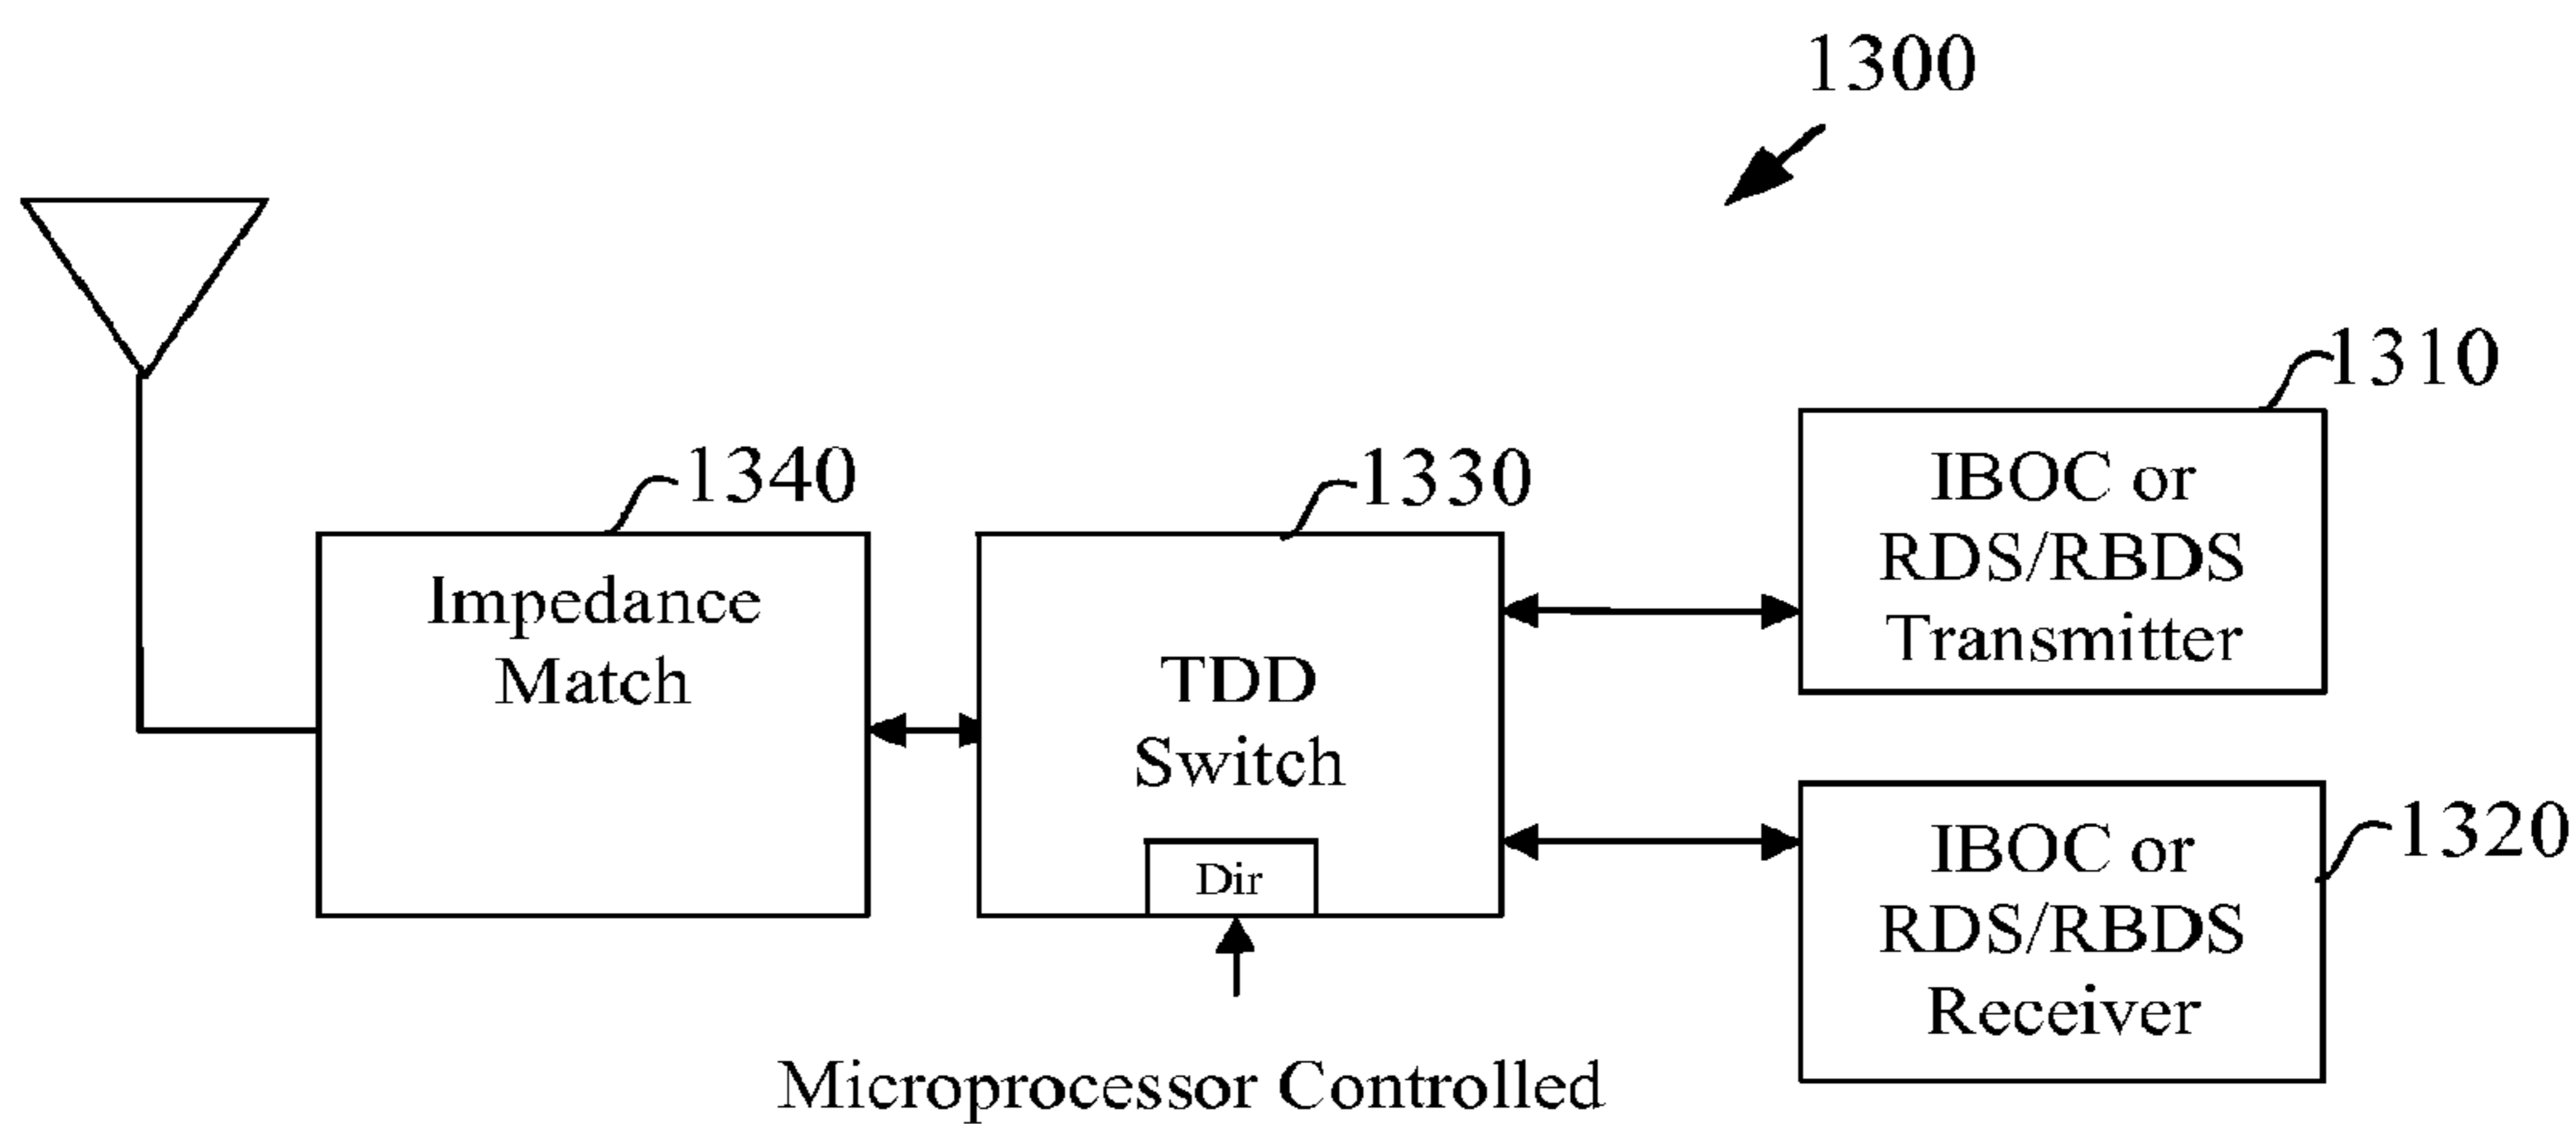 1300
1310
IBOC or
RDS/RBDS
Transmitter
1340
Impedance
Match
1330
TDD
Switch
Dir
Microprocessor Controlled
1320
IBOC or
RDS/RBDS
Receiver